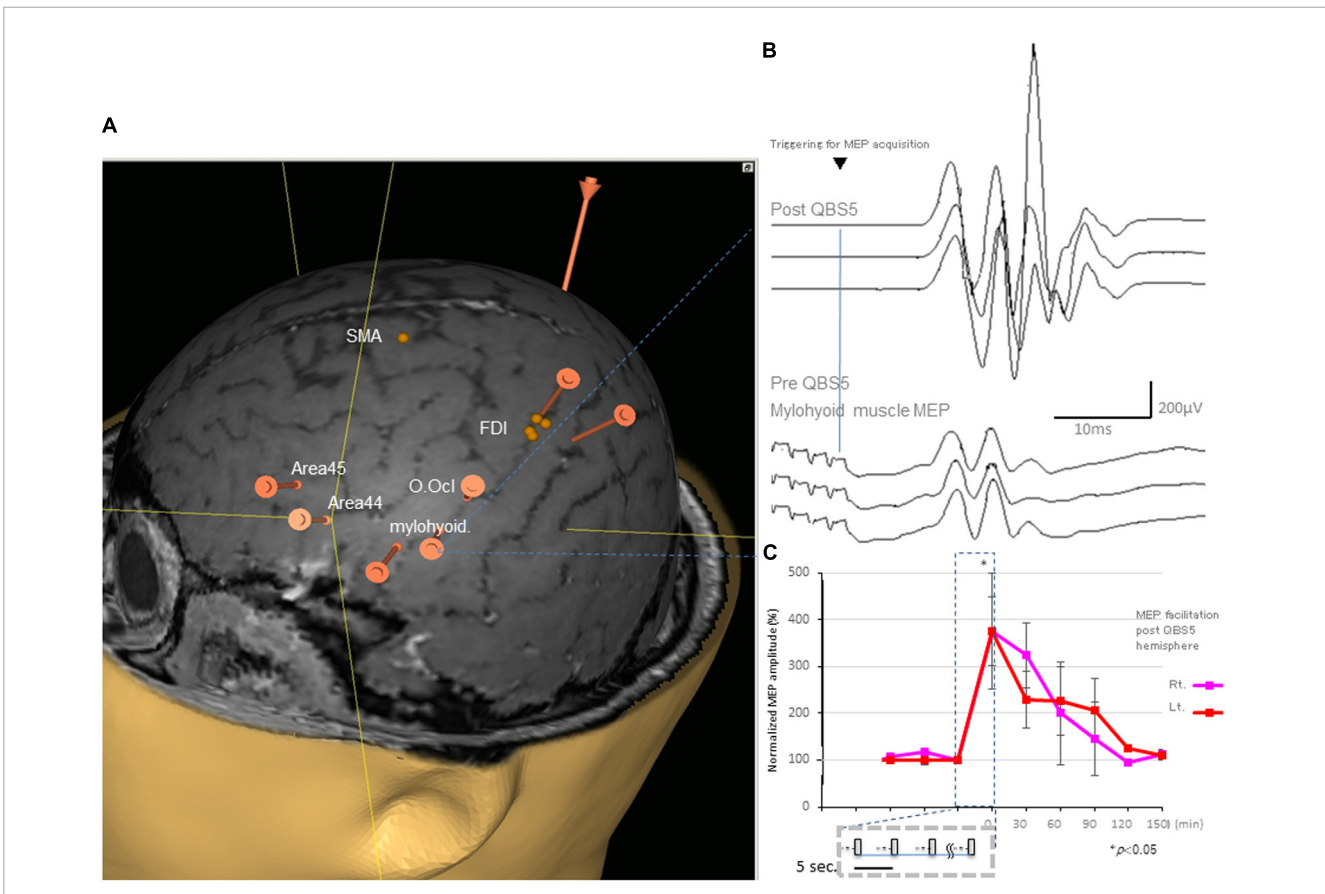 A
SMA
FDI
Area45
Area44
O.Ocl
mylohyoid.
B
Triggering for MEP acquisition
Post QBS5
Pre QBS5
Mylohyoid muscle MEP
200μV
10ms
C
Normalized MEP amplitude (%)
500
400
300
200
100
0
*
MEP facilitation
post QBS5
hemisphere
Rt.
Lt.
0 30 60 90 120 150 (min)
*p<0.05
5 sec.